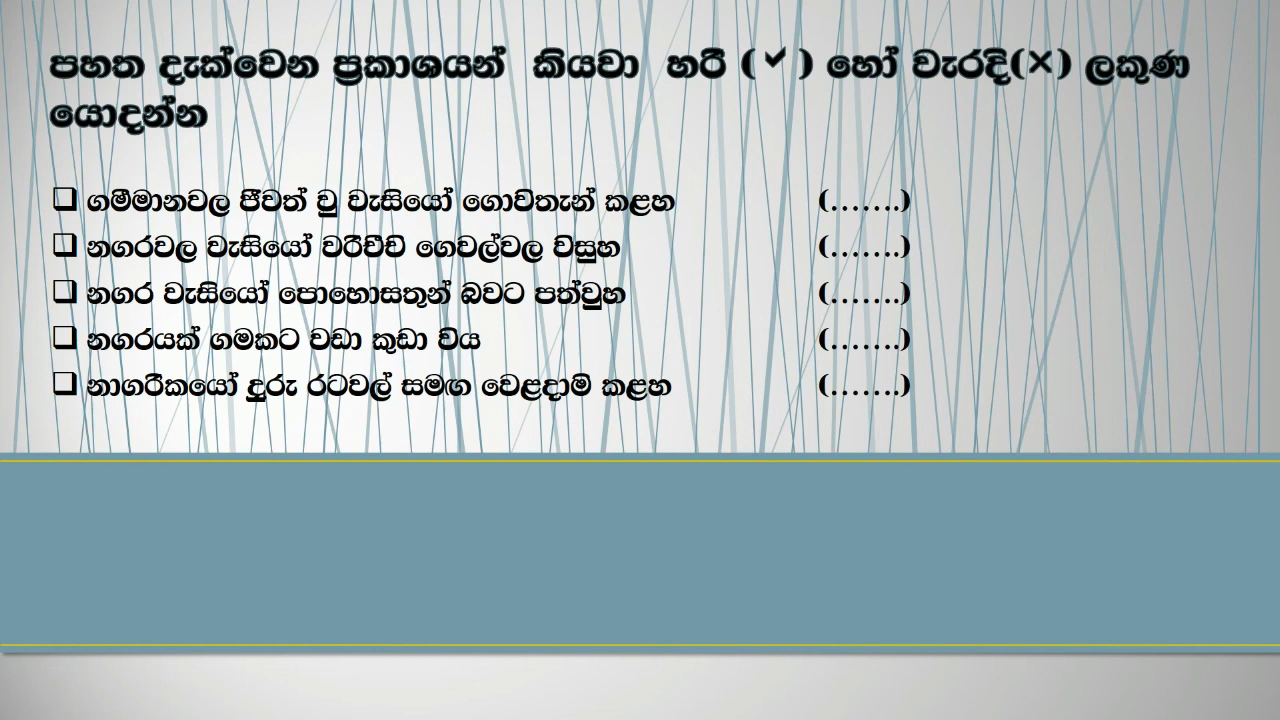 පහත දැක්වෙන ප්‍රකාශයන් කියවා හරි (✓) හෝ වැරදි(×) ලකුණ
යොදන්න
❑ ගම්මානවල ජීවත් වු වැසියෝ ගොවිතැන් කළහ (…….)
❑ නගරවල වැසියෝ වරිච්චි ගෙවල්වල විසුහ (…….)
❑ නගර වැසියෝ පොහොසතුන් බවට පත්වුහ (…….)
❑ නගරයක් ගමකට වඩා කුඩා විය (…….)
❑ නාගරිකයෝ දුරු රටවල් සමඟ වෙළදාම් කළහ (…….)